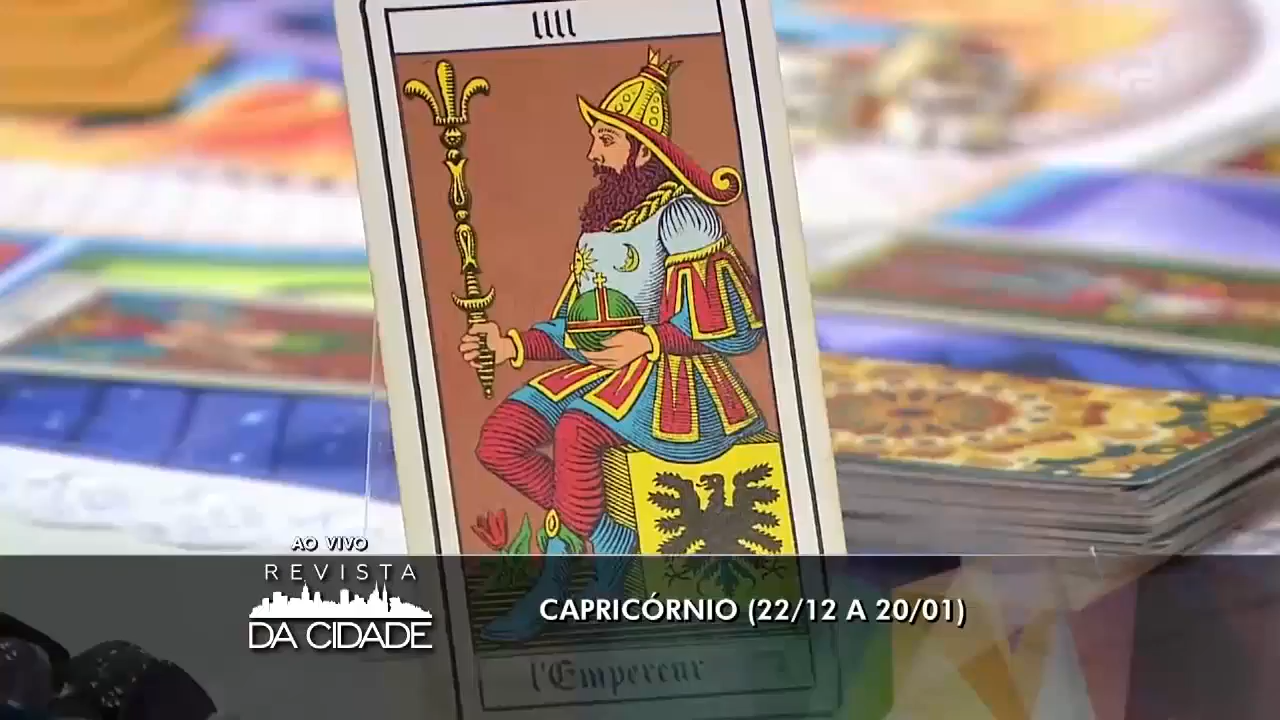 IIII
AO VIVO
REVISTA
DA CIDADE
CAPRICÓRNIO (22/12 A 20/01)
l'Empereur